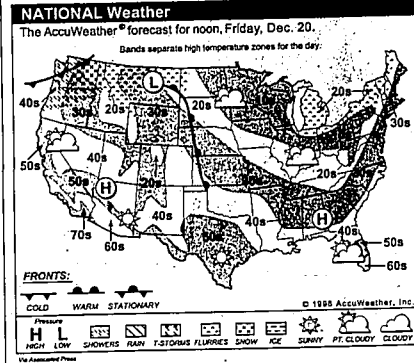 NATIONAL Weather
The AccuWeather® forecast for noon, Friday, Dec. 20.
Bands separate high temperature zones for the day.
L
20s
40s
30s
20s
30s
20s
30s
50s
40s
50s
H
20s
40s
40s
20s
H
40s
70s
60s
50s
60s
FRONTS:
COLD WARM STATIONARY
© 1996 AccuWeather, Inc.
Pressure
H L
HIGH LOW SHOWERS RAIN T-STORMS FLURRIES SNOW ICE SUNNY PT. CLOUDY CLOUDY
Via Associated Press